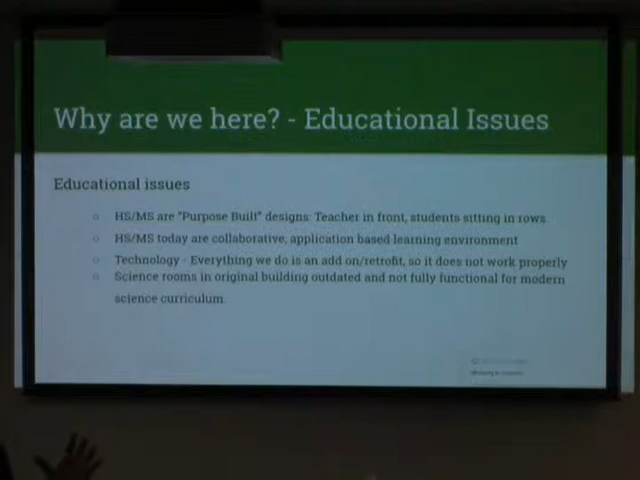 Why are we here? - Educational Issues
Educational issues
HS/MS are "Purpose Built" designs: Teacher in front, students sitting in rows
HS/MS today are collaborative, application based learning environment
Technology - Everything we do is an add on/retrofit, so it does not work properly
Science rooms in original building outdated and not fully functional for modern
science curriculum.